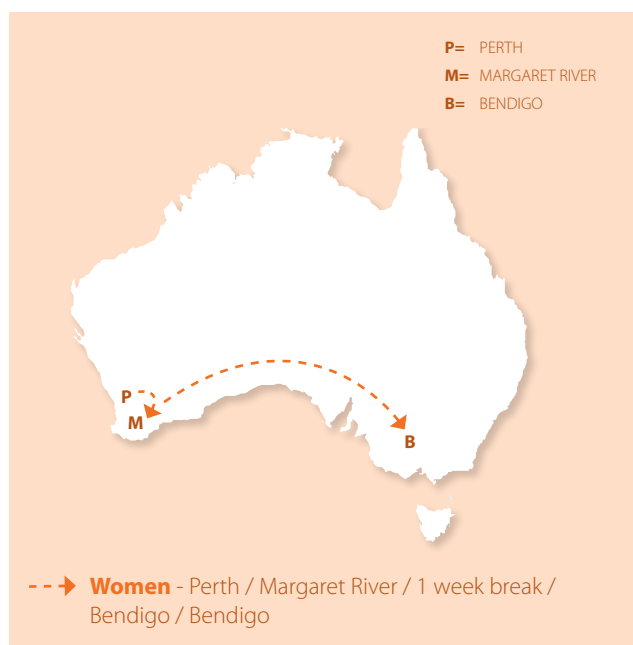 P= PERTH
M= MARGARET RIVER
B= BENDIGO
P
M
B
Women - Perth / Margaret River / 1 week break /
Bendigo / Bendigo